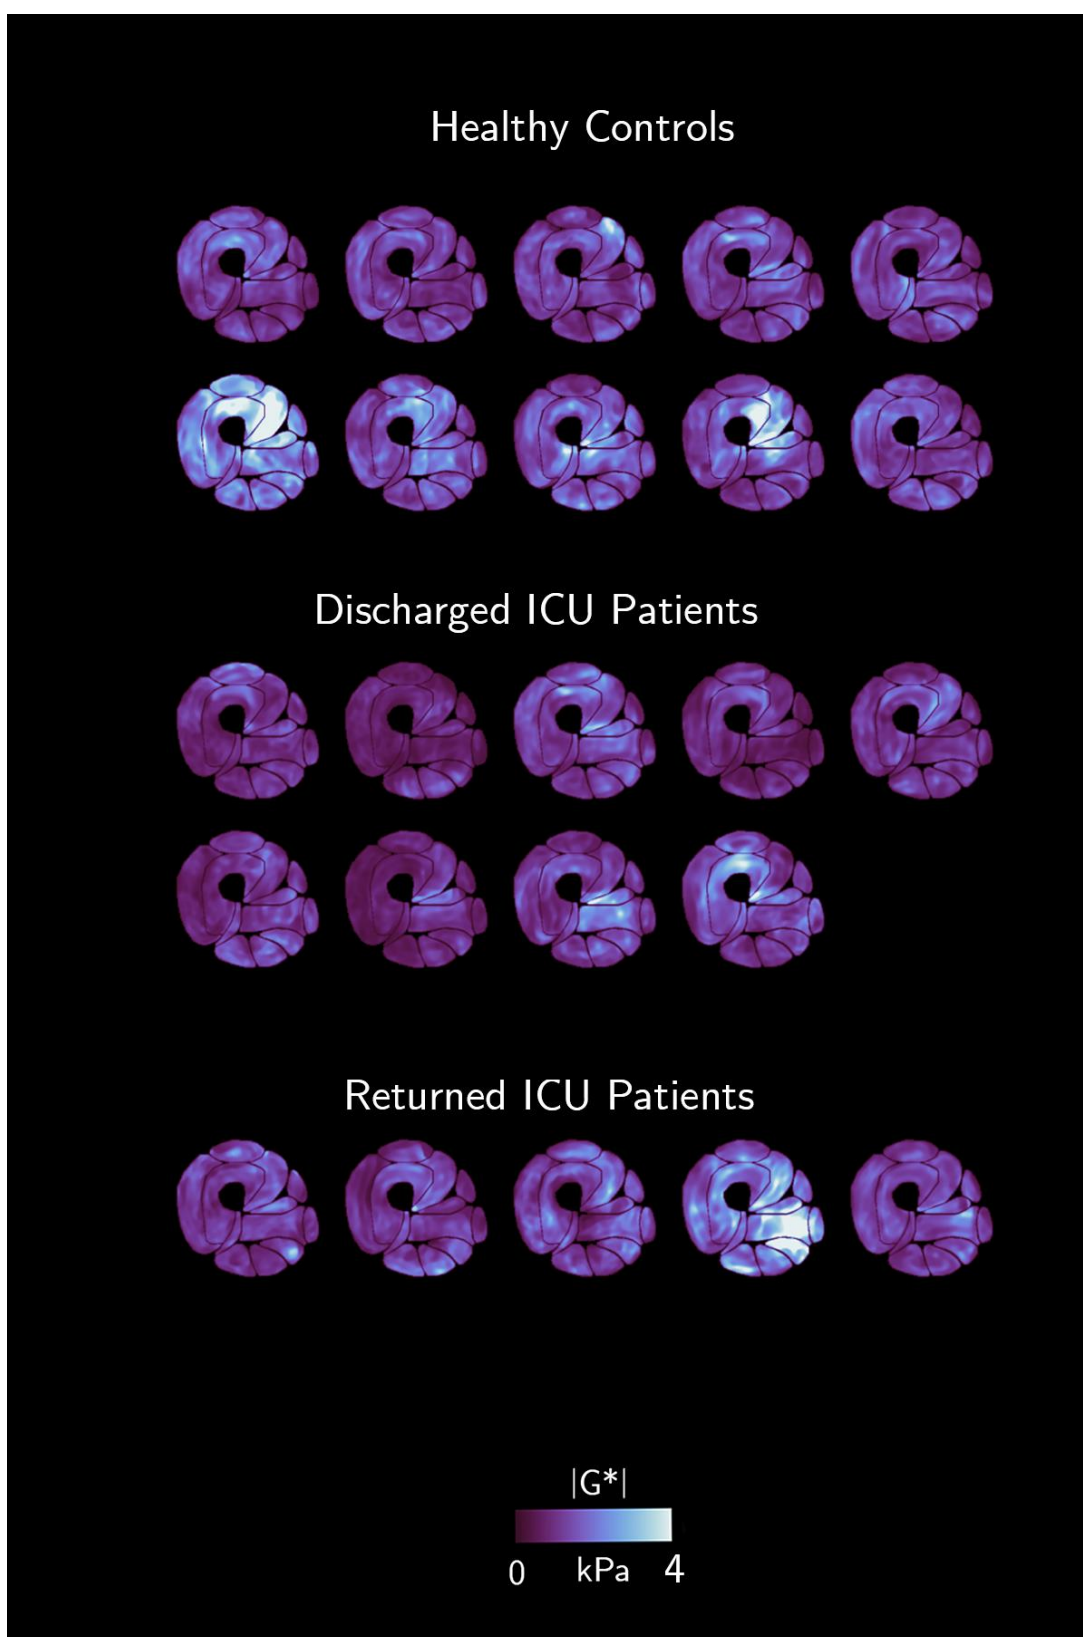 Healthy Controls
Discharged ICU Patients
Returned ICU Patients
|G*|
0 kPa 4